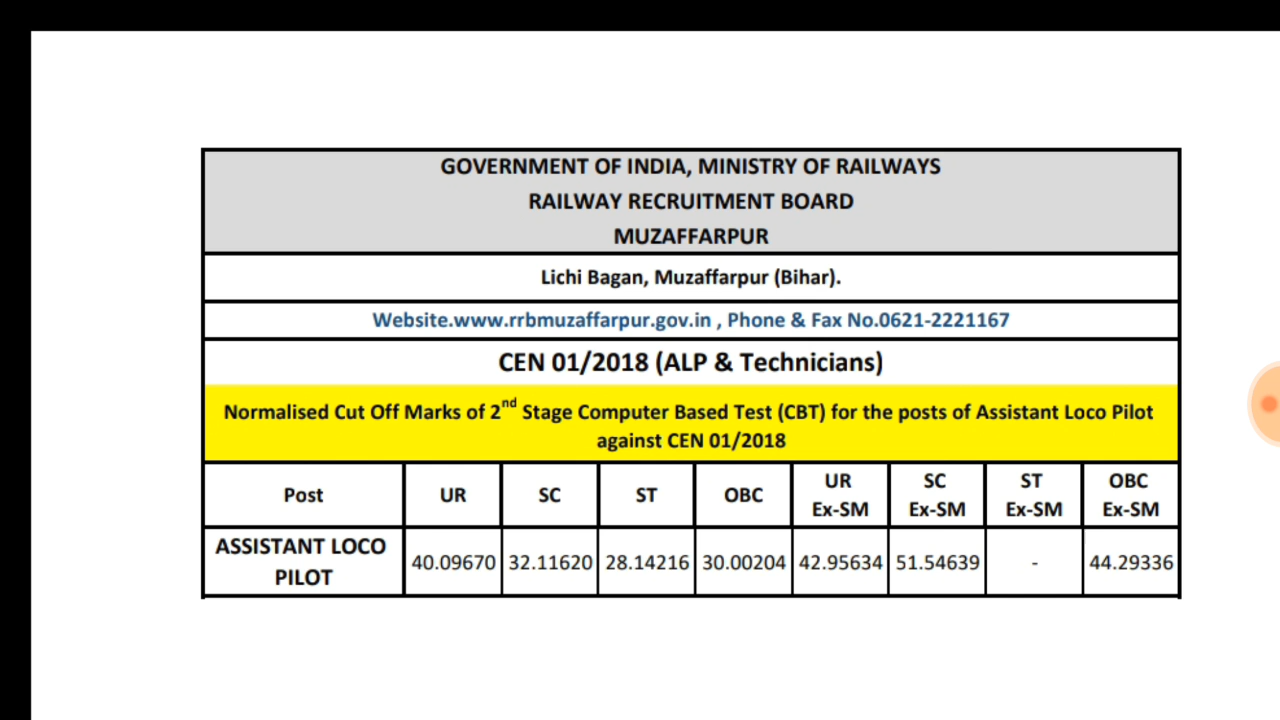 GOVERNMENT OF INDIA, MINISTRY OF RAILWAYS
RAILWAY RECRUITMENT BOARD
MUZAFFARPUR
Lichi Bagan, Muzaffarpur (Bihar).
Website.www.rrbmuzaffarpur.gov.in , Phone & Fax No.0621-2221167
CEN 01/2018 (ALP & Technicians)
Normalised Cut Off Marks of 2nd Stage Computer Based Test (CBT) for the posts of Assistant Loco Pilot
against CEN 01/2018
Post UR SC ST OBC UR Ex-SM SC Ex-SM ST Ex-SM OBC Ex-SM
ASSISTANT LOCO PILOT 40.09670 32.11620 28.14216 30.00204 42.95634 51.54639 - 44.29336